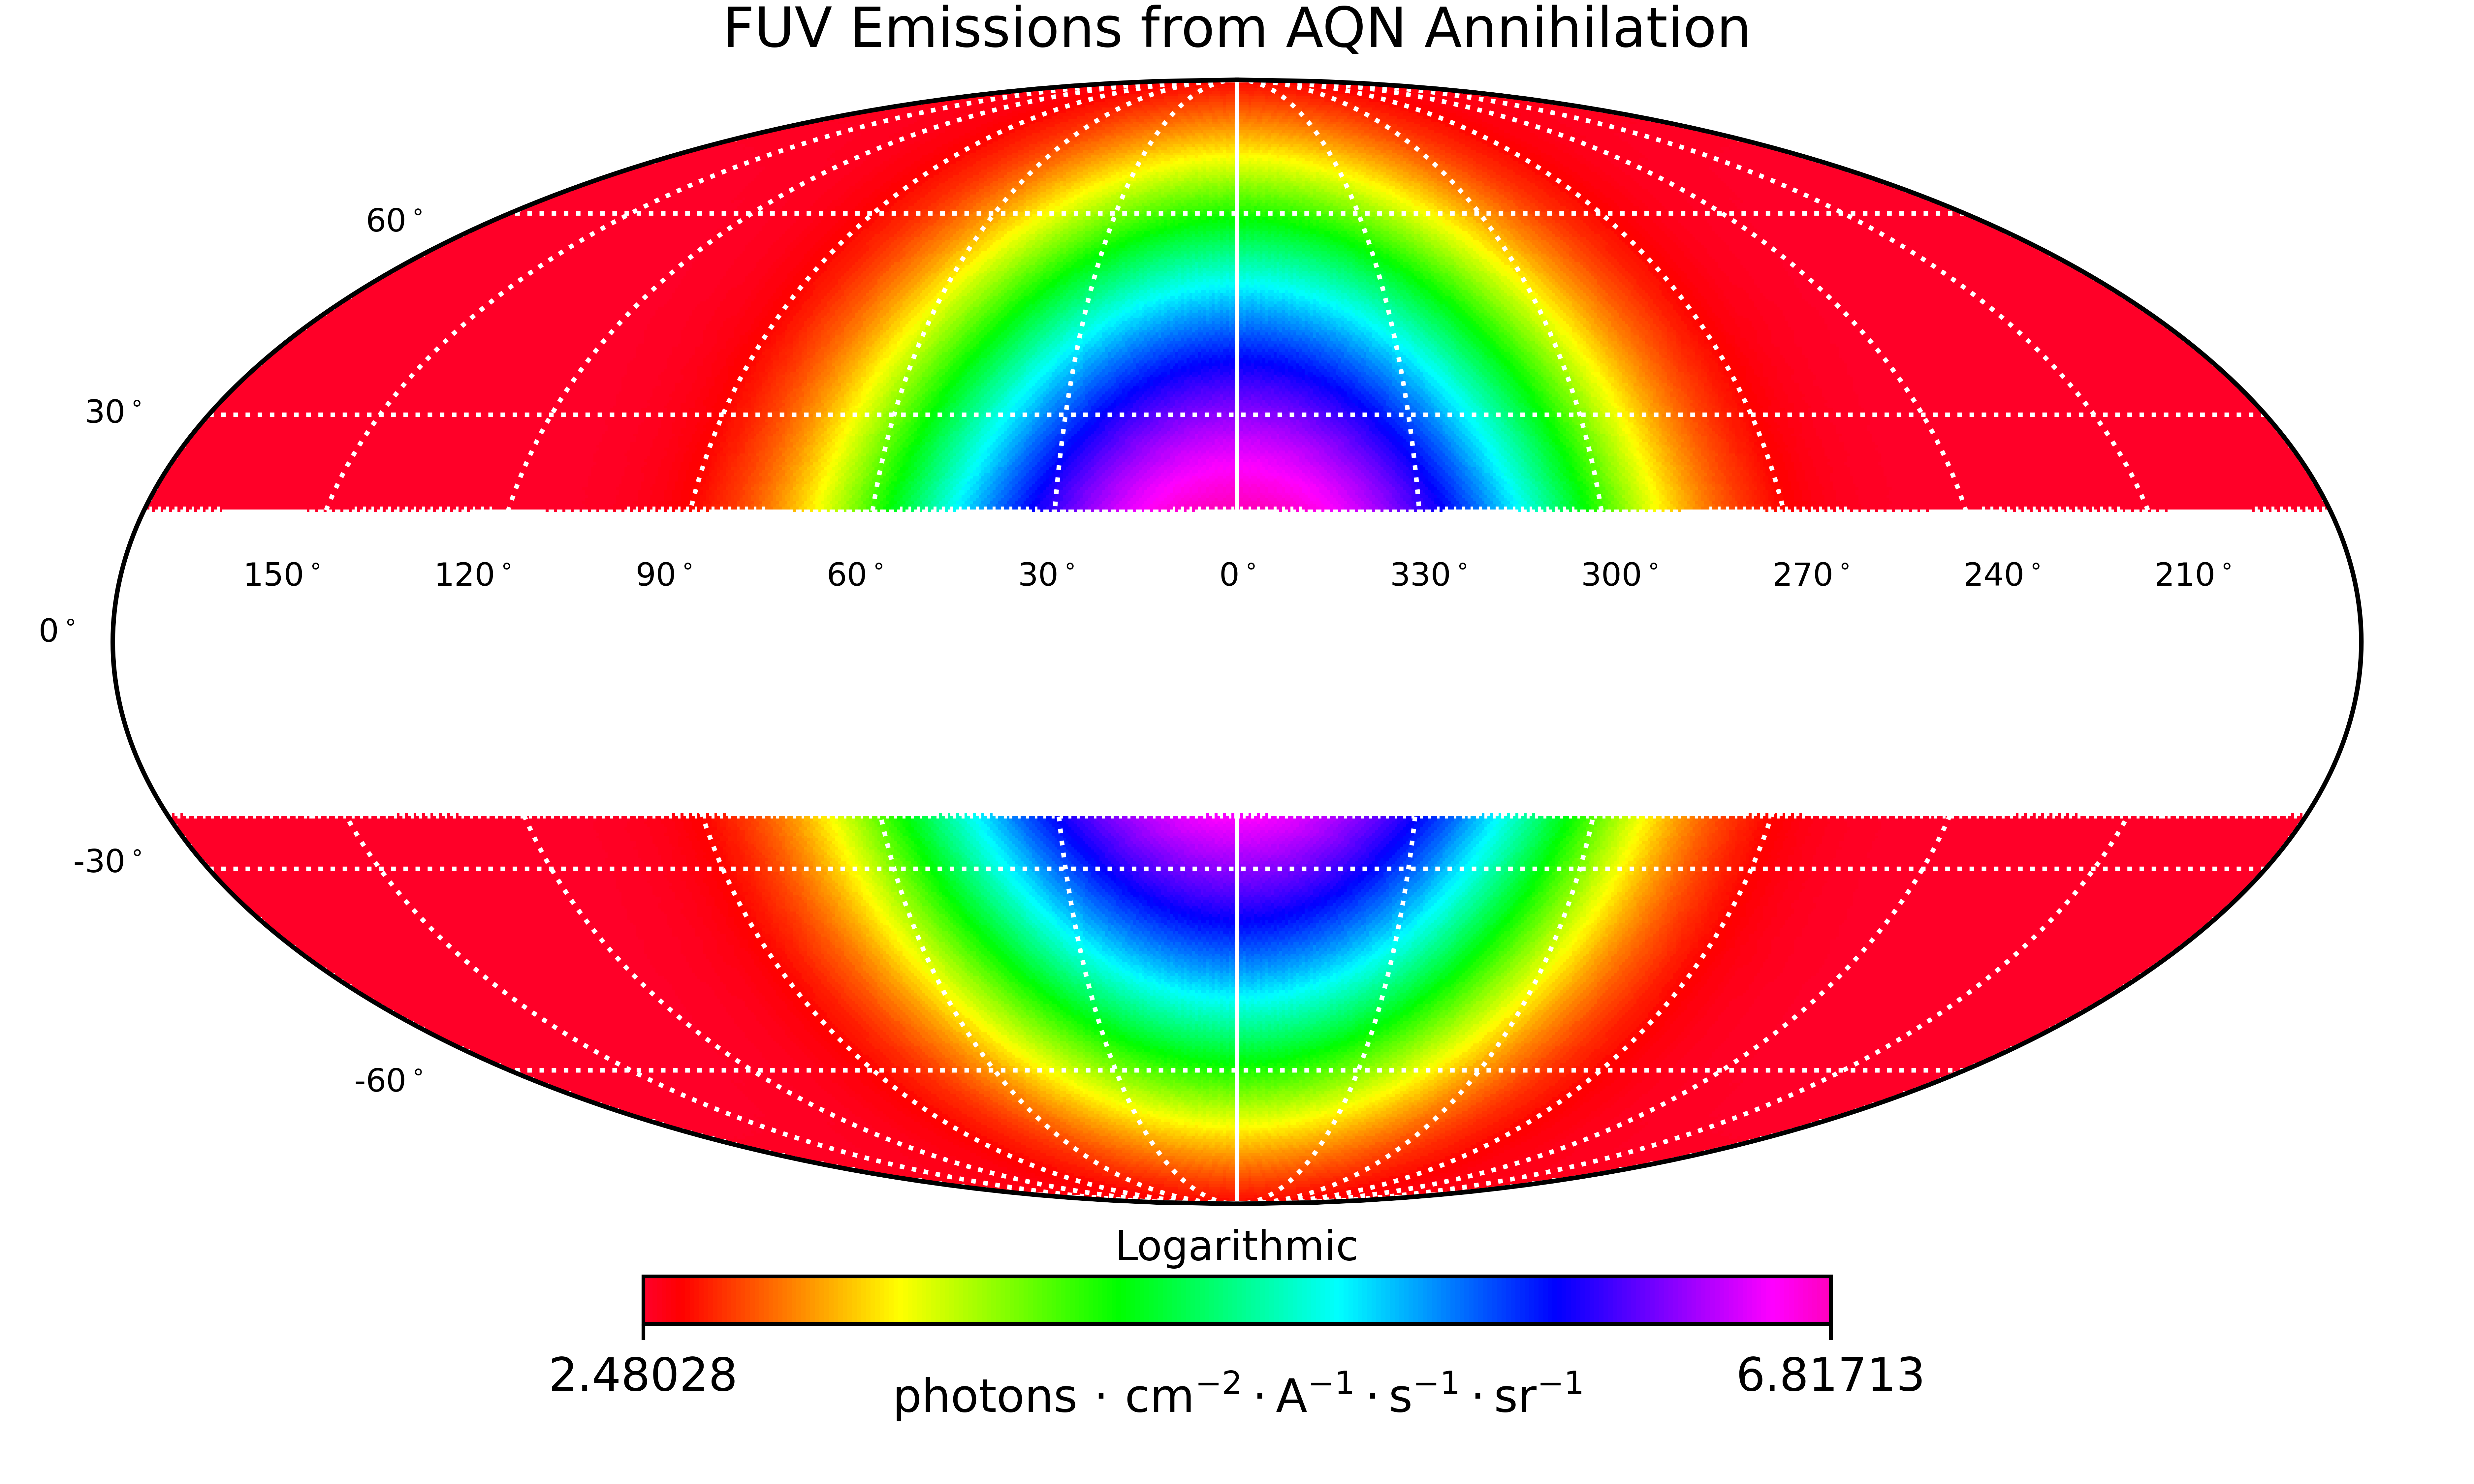 FUV Emissions from AQN Annihilation
60°
30°
150° 120° 90° 60° 30° 0° 330° 300° 270° 240° 210°
0°
-30°
-60°
Logarithmic
2.48028 6.81713
photons · cm⁻² · A⁻¹ · s⁻¹ · sr⁻¹